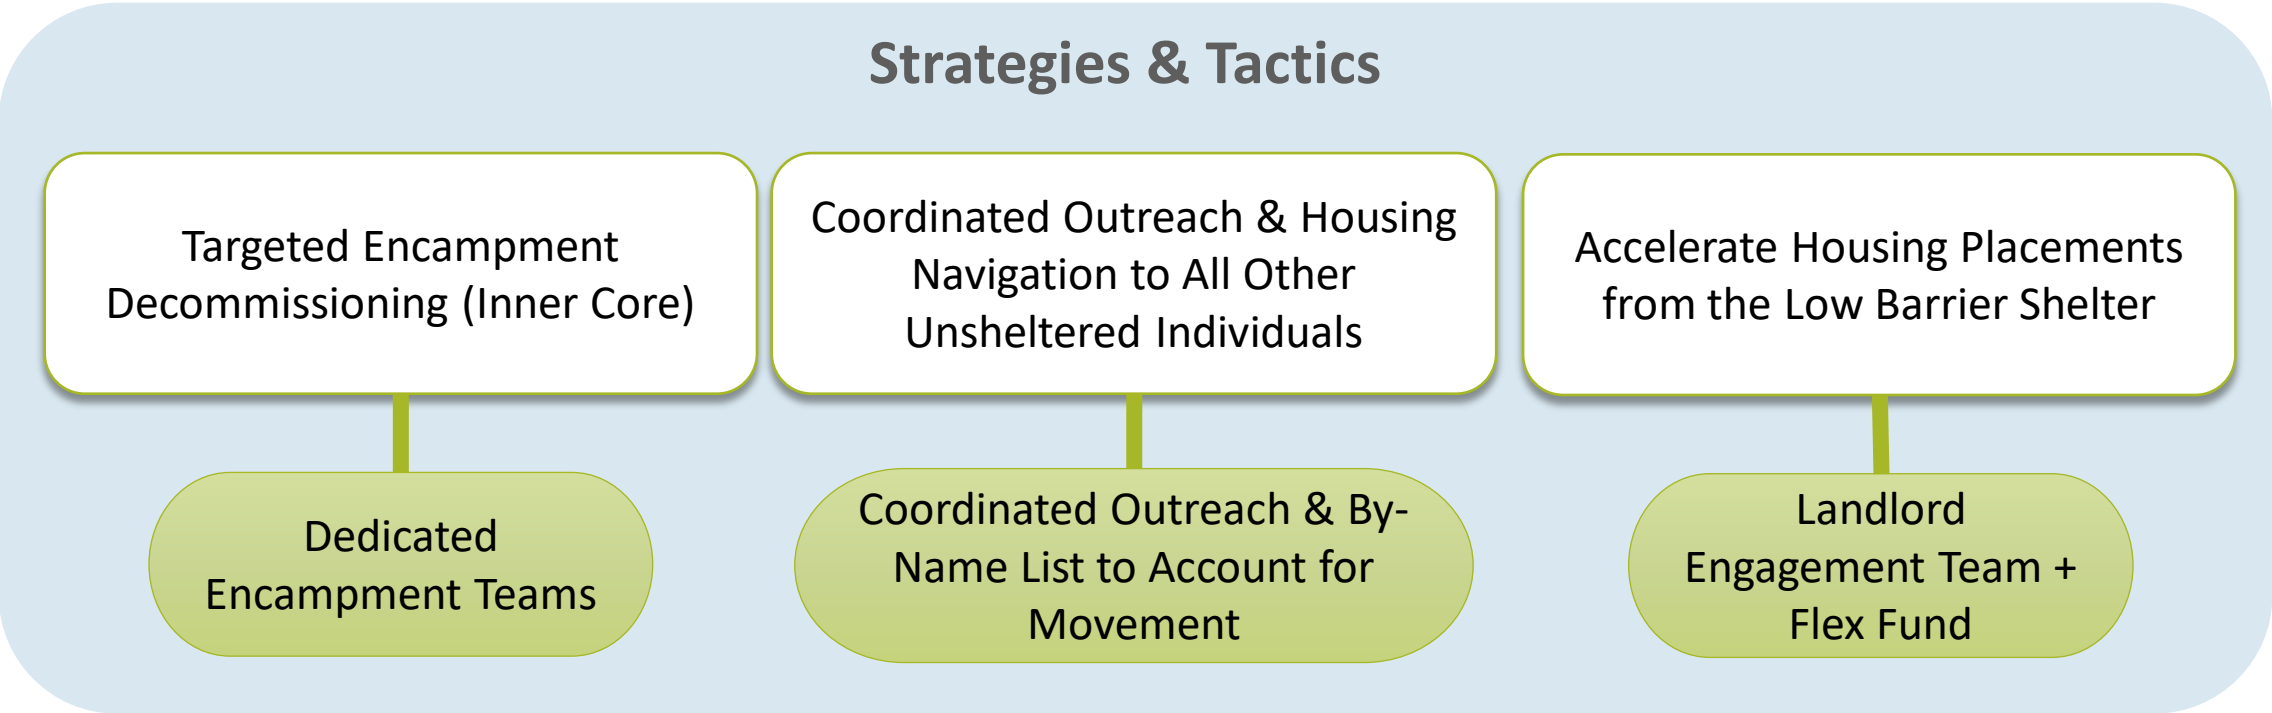 Strategies & Tactics
Targeted Encampment
Decommissioning (Inner Core)
Coordinated Outreach & Housing
Navigation to All Other
Unsheltered Individuals
Accelerate Housing Placements
from the Low Barrier Shelter
Dedicated
Encampment Teams
Coordinated Outreach & By-
Name List to Account for
Movement
Landlord
Engagement Team +
Flex Fund